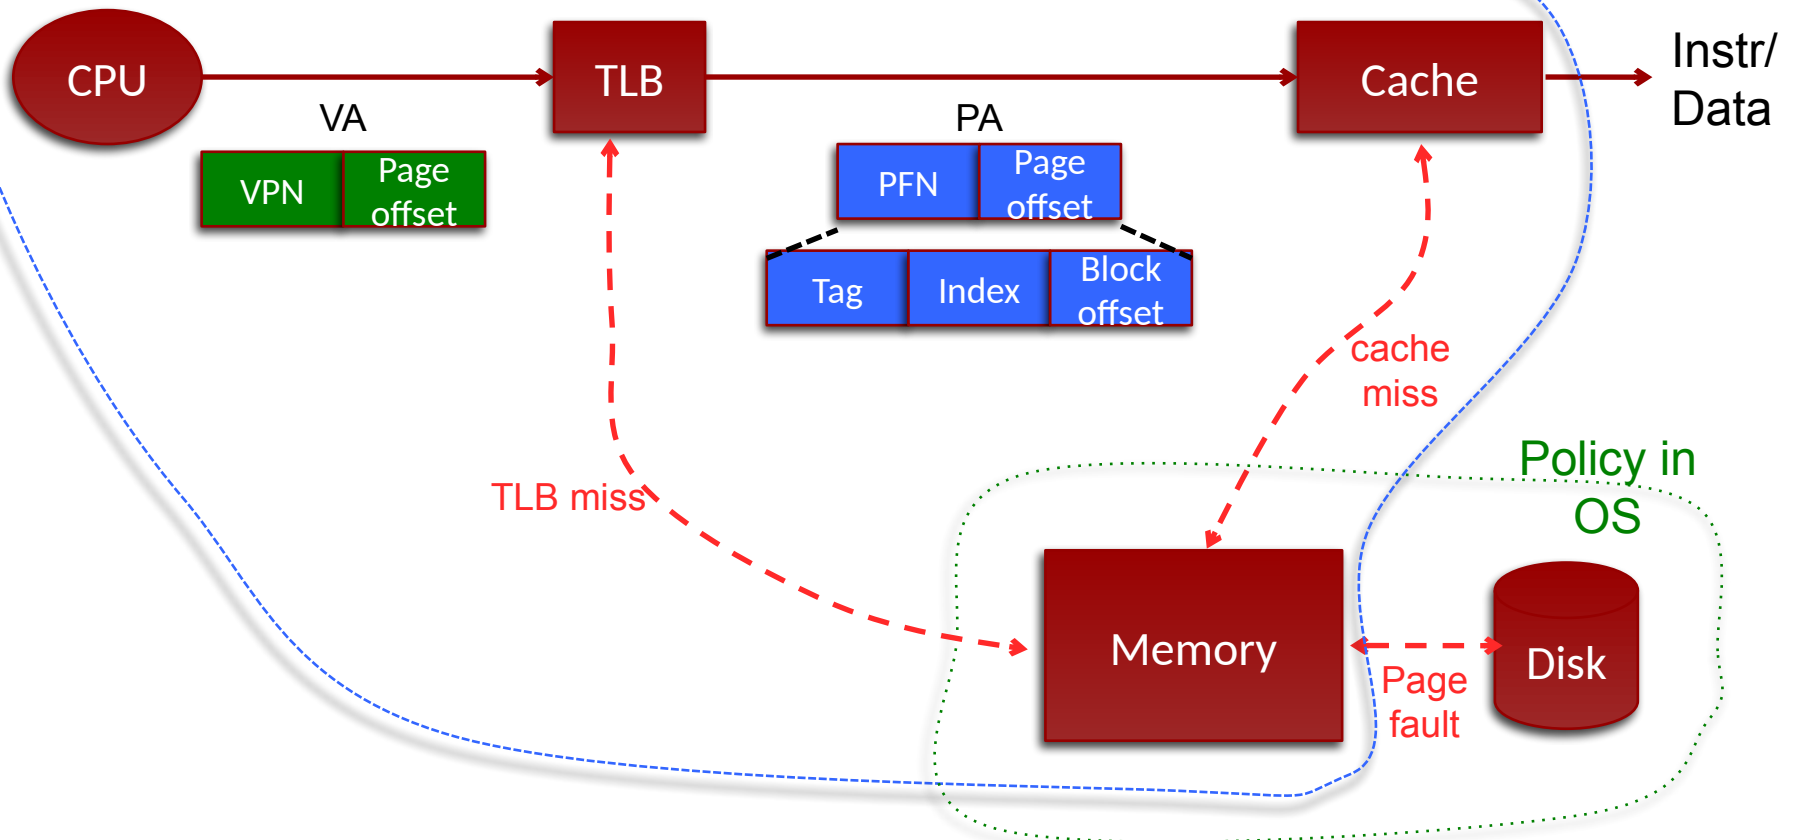 CPU
TLB
Cache
Instr/
Data
VA
VPN
Page
offset
PA
PFN
Page
offset
Tag
Index
Block
offset
cache
miss
TLB miss
Policy in
OS
Memory
Page
fault
Disk